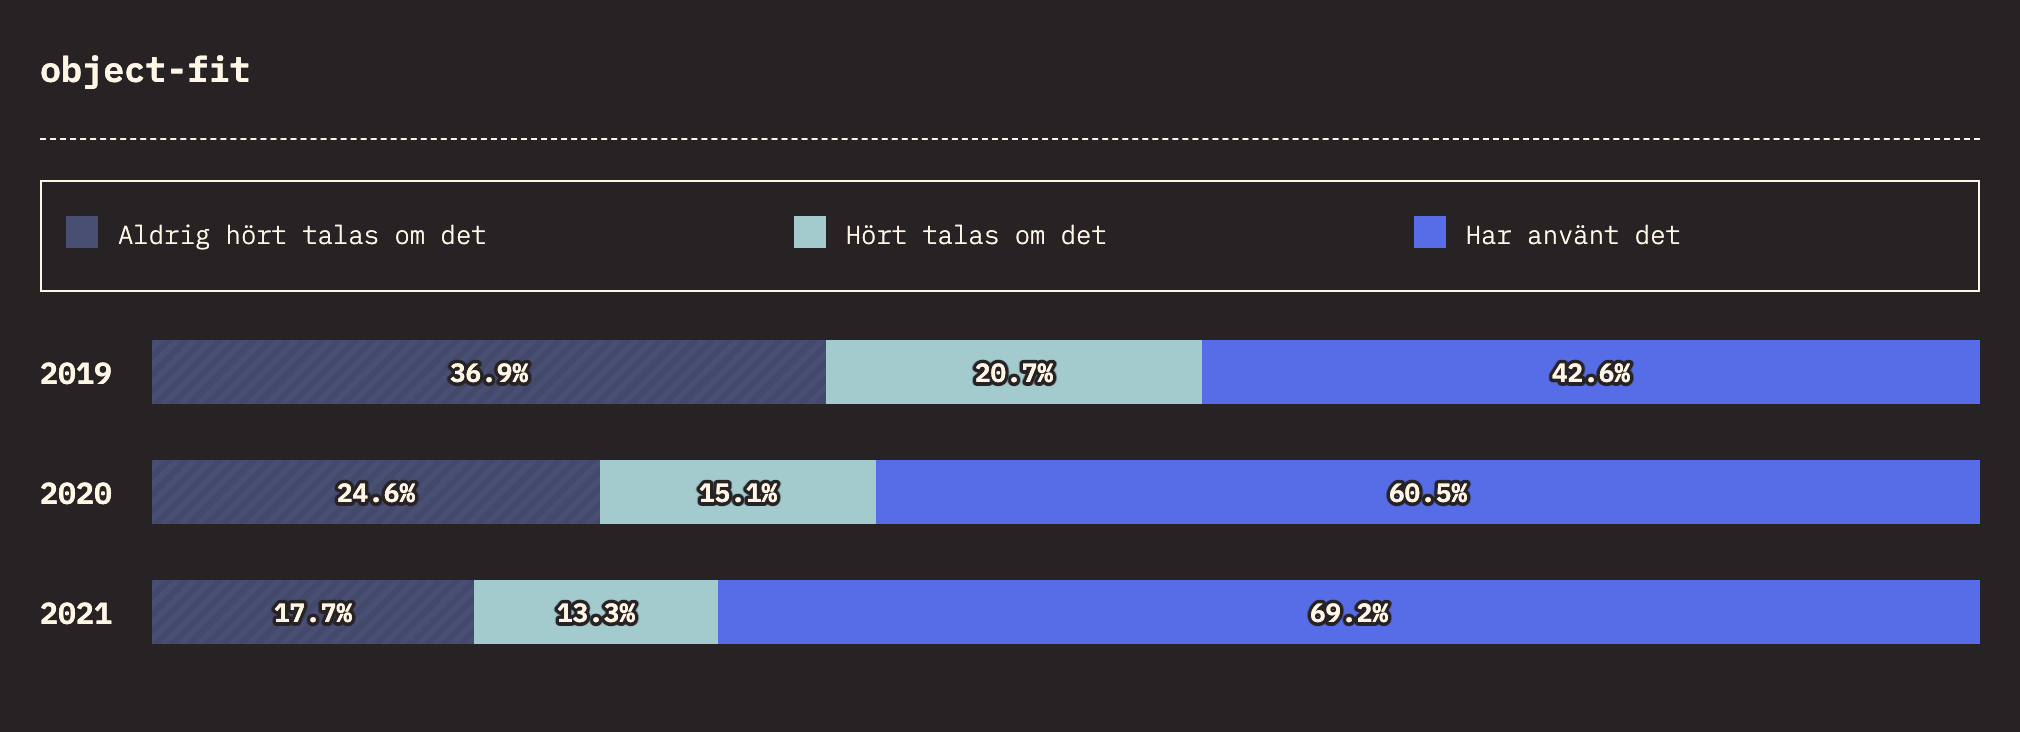 object-fit
Aldrig hört talas om det Hört talas om det Har använt det
2019 36.9% 20.7% 42.6%
2020 24.6% 15.1% 60.5%
2021 17.7% 13.3% 69.2%